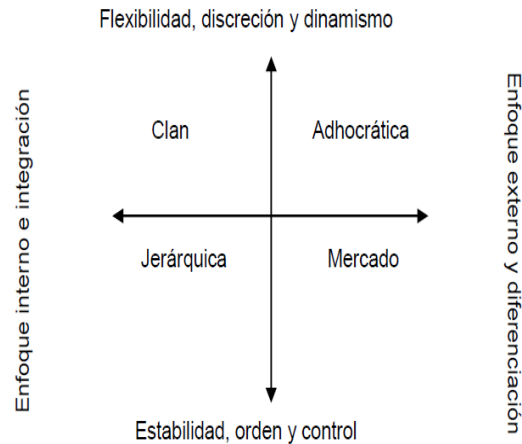 Flexibilidad, discreción y dinamismo
Enfoque interno e integración
Clan
Adhocrática
Jerárquica
Mercado
Enfoque externo y diferenciación
Estabilidad, orden y control